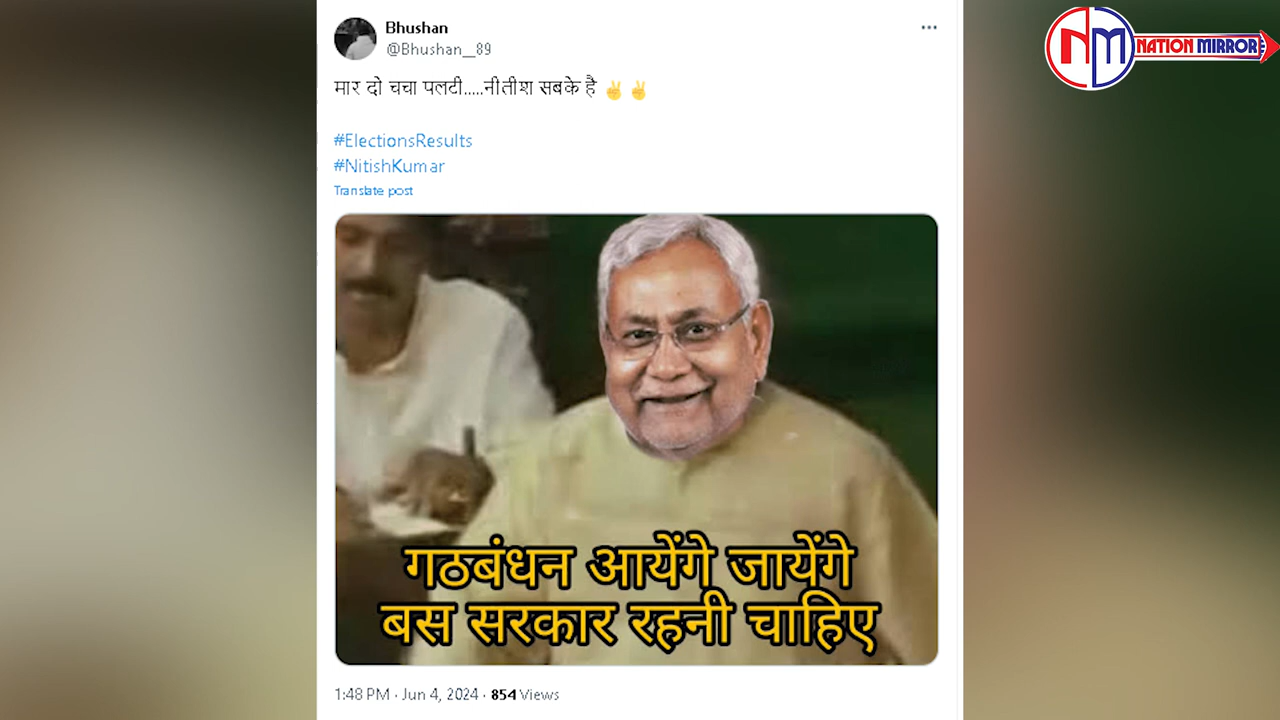 Bhushan
@Bhushan__89
मार दो चचा पलटी.....नीतीश सबके है ✌️✌️
#ElectionsResults
#NitishKumar
Translate post
गठबंधन आयेंगे जायेंगे
बस सरकार रहनी चाहिए
1:48 PM · Jun 4, 2024 · 854 Views
NM NATION MIRROR